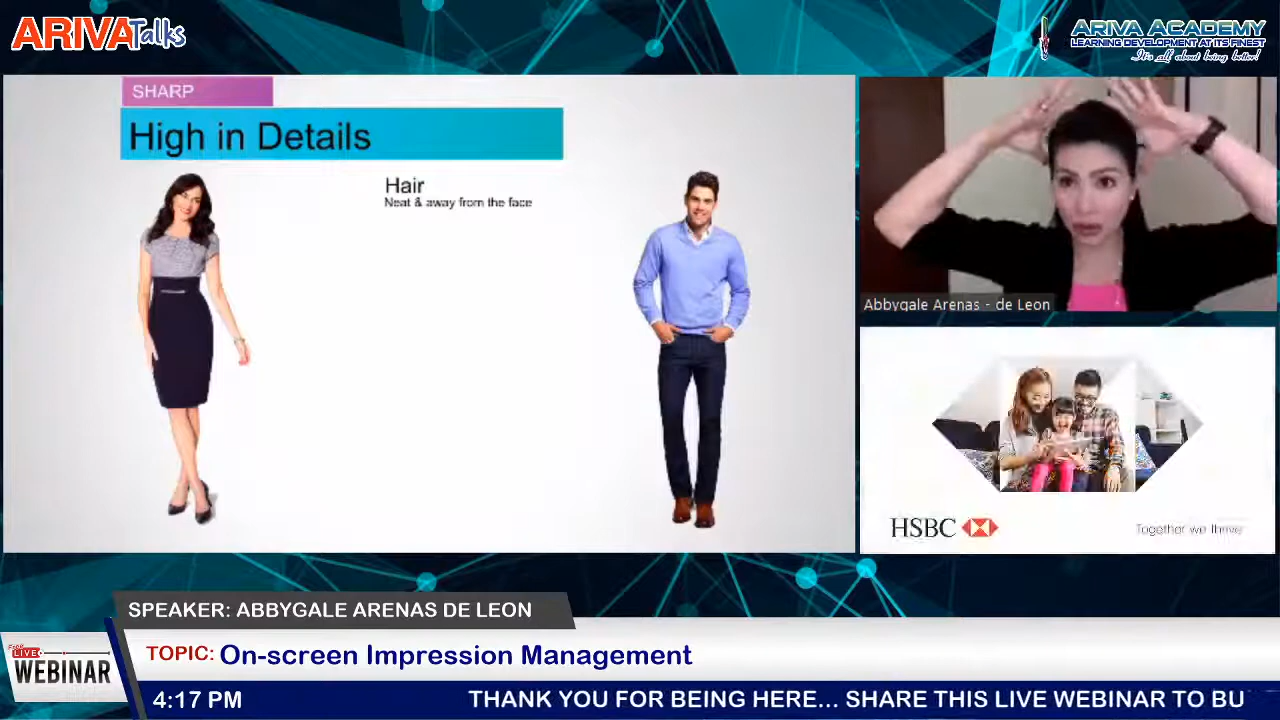 ARIVATalks
ARIVA ACADEMY
LEARNING DEVELOPMENT AT ITS FINEST
It's all about being better!
SHARP
High in Details
Hair
Neat & away from the face
Abbygale Arenas - de Leon
HSBC
Together we thrive
SPEAKER: ABBYGALE ARENAS DE LEON
Free LIVE
WEBINAR
TOPIC: On-screen Impression Management
4:17 PM
THANK YOU FOR BEING HERE... SHARE THIS LIVE WEBINAR TO BU